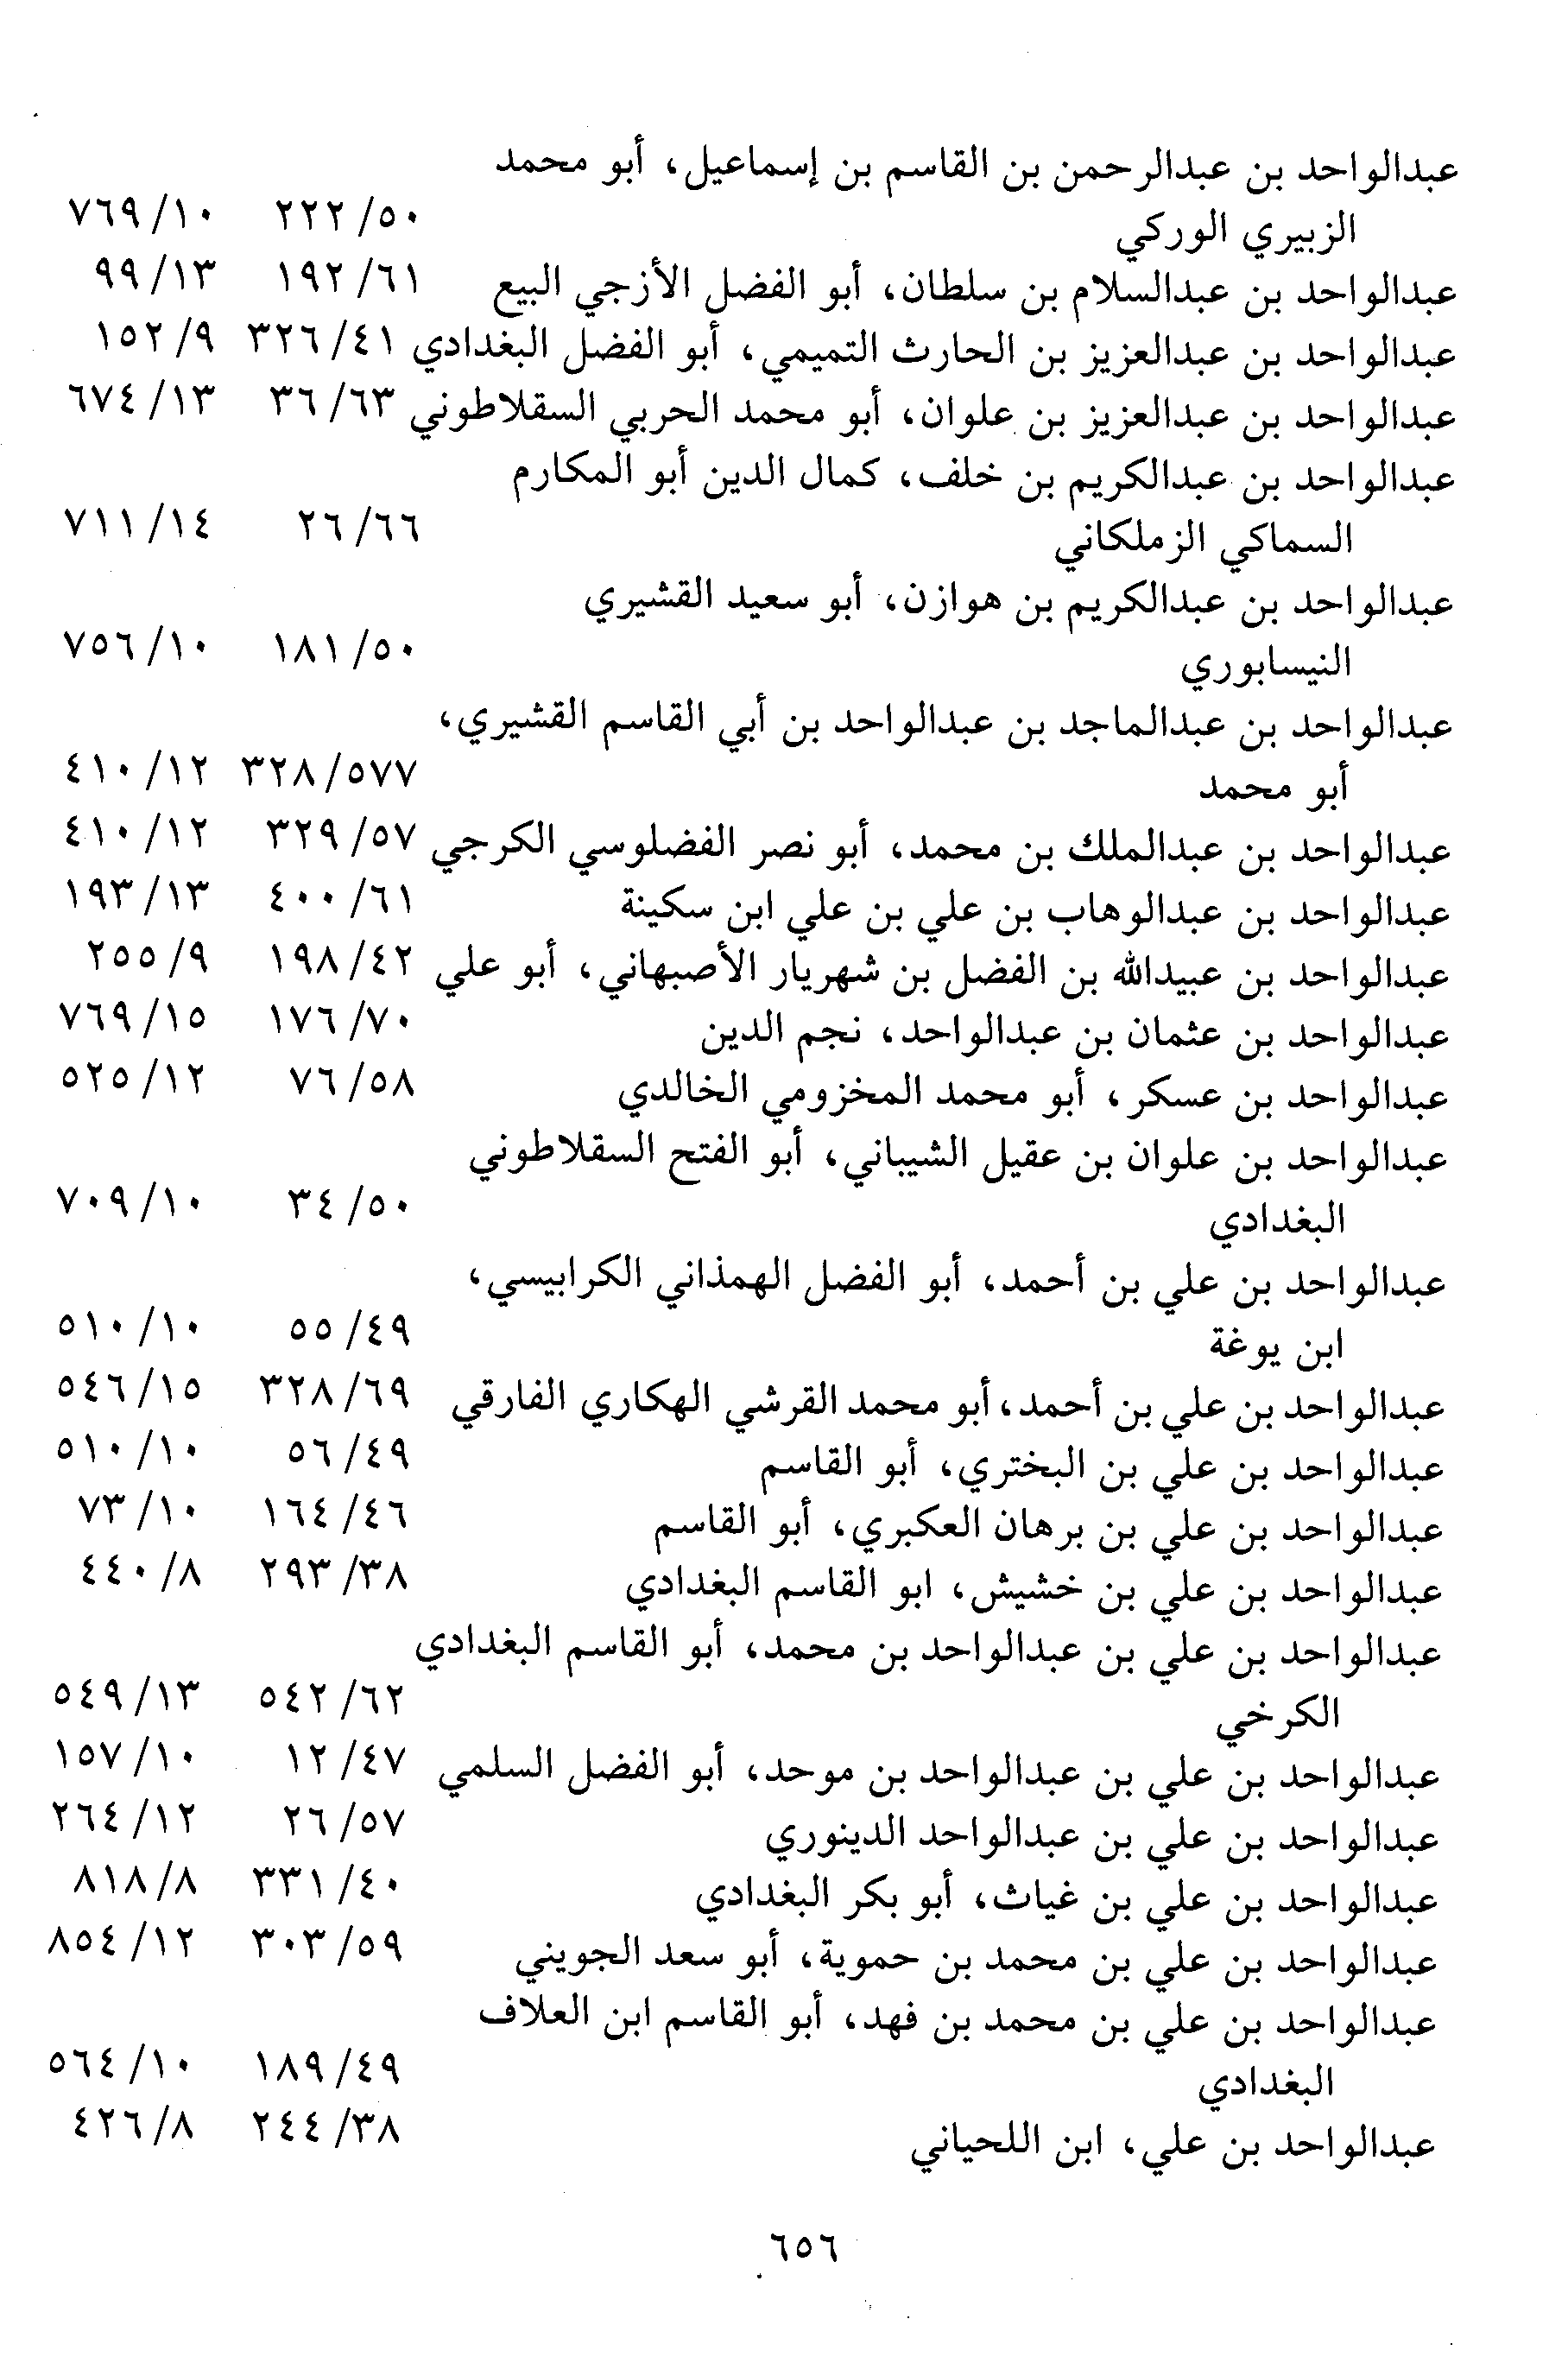 عبدالواحد بن عبدالرحمن بن القاسم بن إسماعيل، أبو محمد
الزبيري الوركي ٥٠/ ٢٢٢ ١٠/ ٧٦٩
عبدالواحد بن عبدالسلام بن سلطان، أبو الفضل الأزجي البيع ٦١/ ١٩٢ ١٣/ ٩٩
عبدالواحد بن عبدالعزيز بن الحارث التميمي، أبو الفضل البغدادي ٤١/ ٣٢٦ ٩/ ١٥٢
عبدالواحد بن عبدالعزيز بن علوان، أبو محمد الحربي السقلاطوني ٦٣/ ٣٦ ١٣/ ٦٧٤
عبدالواحد بن عبدالكريم بن خلف، كمال الدين أبو المكارم
السماكي الزملكاني ٦٦/ ٢٦ ١٤/ ٧١١
عبدالواحد بن عبدالكريم بن هوازن، أبو سعيد القشيري
النيسابوري ٥٠/ ١٨١ ١٠/ ٧٥٦
عبدالواحد بن عبدالماجد بن عبدالواحد بن أبي القاسم القشيري،
أبو محمد ٥٧٧/ ٣٢٨ ١٢/ ٤١٠
عبدالواحد بن عبدالملك بن محمد، أبو نصر الفضلوسي الكرجي ٥٧/ ٣٢٩ ١٢/ ٤١٠
عبدالواحد بن عبدالوهاب بن علي بن علي ابن سكينة ٦١/ ٤٠٠ ١٣/ ١٩٣
عبدالواحد بن عبيدالله بن الفضل بن شهريار الأصبهاني، أبو علي ٤٢/ ١٩٨ ٩/ ٢٥٥
عبدالواحد بن عثمان بن عبدالواحد، نجم الدين ٧٠/ ١٧٦ ١٥/ ٧٦٩
عبدالواحد بن عسكر، أبو محمد المخزومي الخالدي ٥٨/ ٧٦ ١٢/ ٥٢٥
عبدالواحد بن علوان بن عقيل الشيباني، أبو الفتح السقلاطوني
البغدادي ٥٠/ ٣٤ ١٠/ ٧٠٩
عبدالواحد بن علي بن أحمد، أبو الفضل الهمذاني الكرابيسي،
ابن يوغة ٤٩/ ٥٥ ١٠/ ٥١٠
عبدالواحد بن علي بن أحمد، أبو محمد القرشي الهكاري الفارقي ٦٩/ ٣٢٨ ١٥/ ٥٤٦
عبدالواحد بن علي بن البختري، أبو القاسم ٤٩/ ٥٦ ١٠/ ٥١٠
عبدالواحد بن علي بن برهان العكبري، أبو القاسم ٤٦/ ١٦٤ ١٠/ ٧٣
عبدالواحد بن علي بن خشيش، ابو القاسم البغدادي ٣٨/ ٢٩٣ ٨/ ٤٤٠
عبدالواحد بن علي بن عبدالواحد بن محمد، أبو القاسم البغدادي
الكرخي ٦٢/ ٥٤٢ ١٣/ ٥٤٩
عبدالواحد بن علي بن عبدالواحد بن موحد، أبو الفضل السلمي ٤٧/ ١٢ ١٠/ ١٥٧
عبدالواحد بن علي بن عبدالواحد الدينوري ٥٧/ ٢٦ ١٢/ ٢٦٤
عبدالواحد بن علي بن غياث، أبو بكر البغدادي ٤٠/ ٣٣١ ٨/ ٨١٨
عبدالواحد بن علي بن محمد بن حموية، أبو سعد الجويني ٥٩/ ٣٠٣ ١٢/ ٨٥٤
عبدالواحد بن علي بن محمد بن فهد، أبو القاسم ابن العلاف
البغدادي ٤٩/ ١٨٩ ١٠/ ٥٦٤
عبدالواحد بن علي، ابن اللحياني ٣٨/ ٢٤٤ ٨/ ٤٢٦
٦٥٦